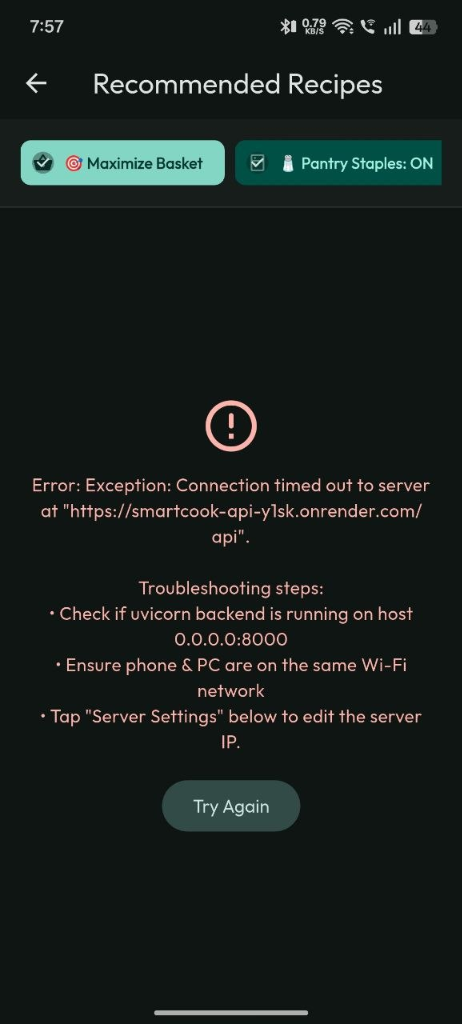 7:57
0.79
KB/S
44
Recommended Recipes
🎯 Maximize Basket
Pantry Staples: ON
Error: Exception: Connection timed out to server
at "https://smartcook-api-y1sk.onrender.com/
api".
Troubleshooting steps:
• Check if uvicorn backend is running on host
0.0.0.0:8000
• Ensure phone & PC are on the same Wi-Fi
network
• Tap "Server Settings" below to edit the server
IP.
Try Again